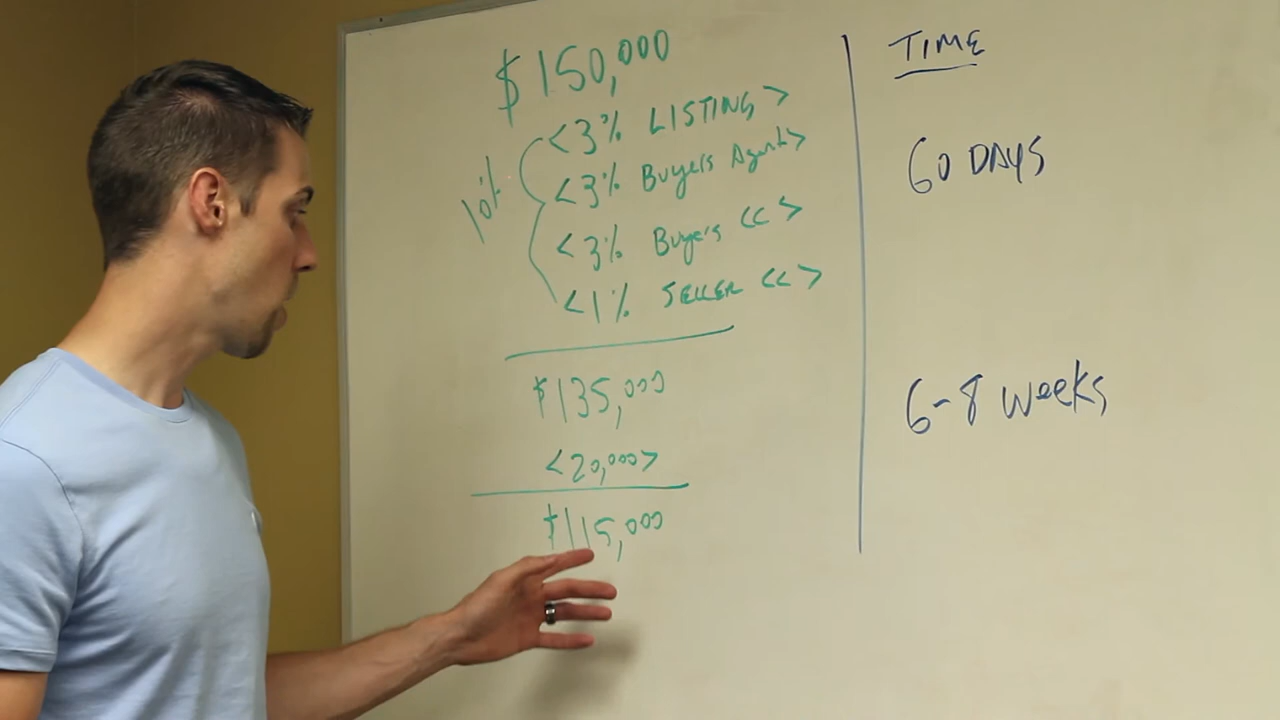 $150,000
<3% LISTING>
<3% Buyers Agent>
10%
<3% Buyers CC>
<1% SELLER CC>
$135,000
<20,000>
$115,000
TIME
60 DAYS
6-8 weeks